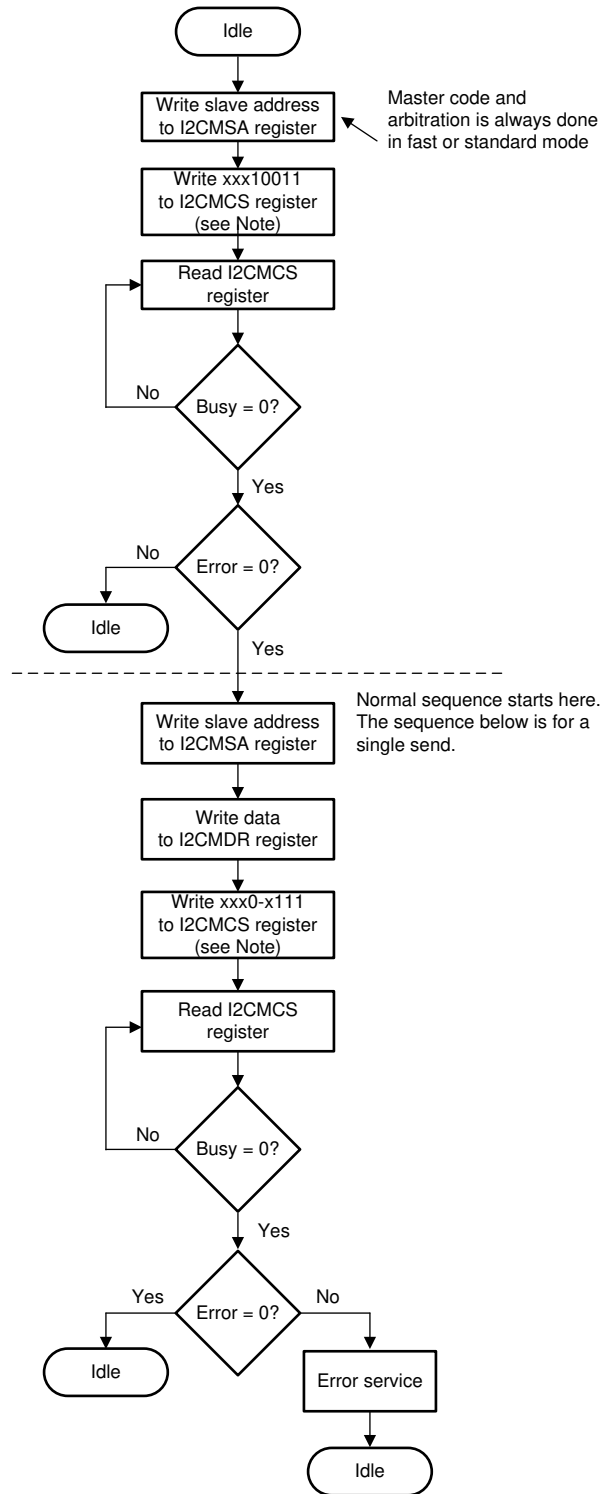 Idle
Write slave address
to I2CMSA register
Master code and
arbitration is always done
in fast or standard mode
Write xxx10011
to I2CMCS register
(see Note)
Read I2CMCS
register
No
Busy = 0?
Yes
No
Error = 0?
Idle
Yes
Normal sequence starts here.
The sequence below is for a
single send.
Write slave address
to I2CMSA register
Write data
to I2CMDR register
Write xxx0-x111
to I2CMCS register
(see Note)
Read I2CMCS
register
No
Busy = 0?
Yes
Yes
Error = 0?
No
Idle
Error service
Idle